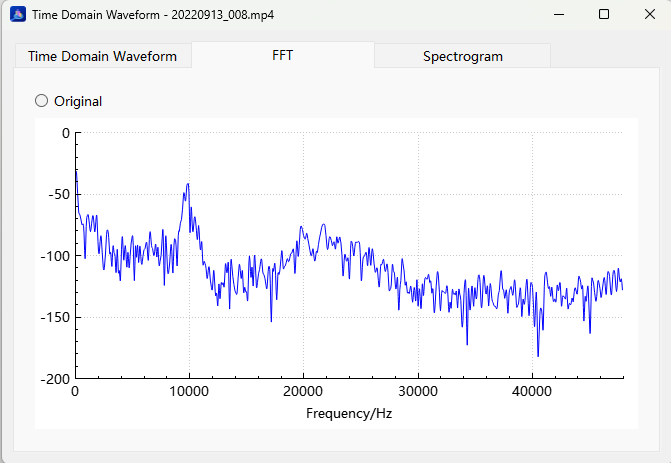 Time Domain Waveform - 20220913_008.mp4
Time Domain Waveform FFT Spectrogram
Original
0
-50
-100
-150
-200
0 10000 20000 30000 40000
Frequency/Hz